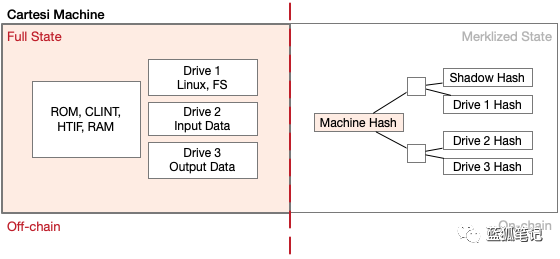 Cartesi Machine
Full State
Merklized State
ROM, CLINT,
HTIF, RAM
Drive 1
Linux, FS
Drive 2
Input Data
Drive 3
Output Data
Machine Hash
Shadow Hash
Drive 1 Hash
Drive 2 Hash
Drive 3 Hash
Off-chain
On-chain
蓝狐笔记